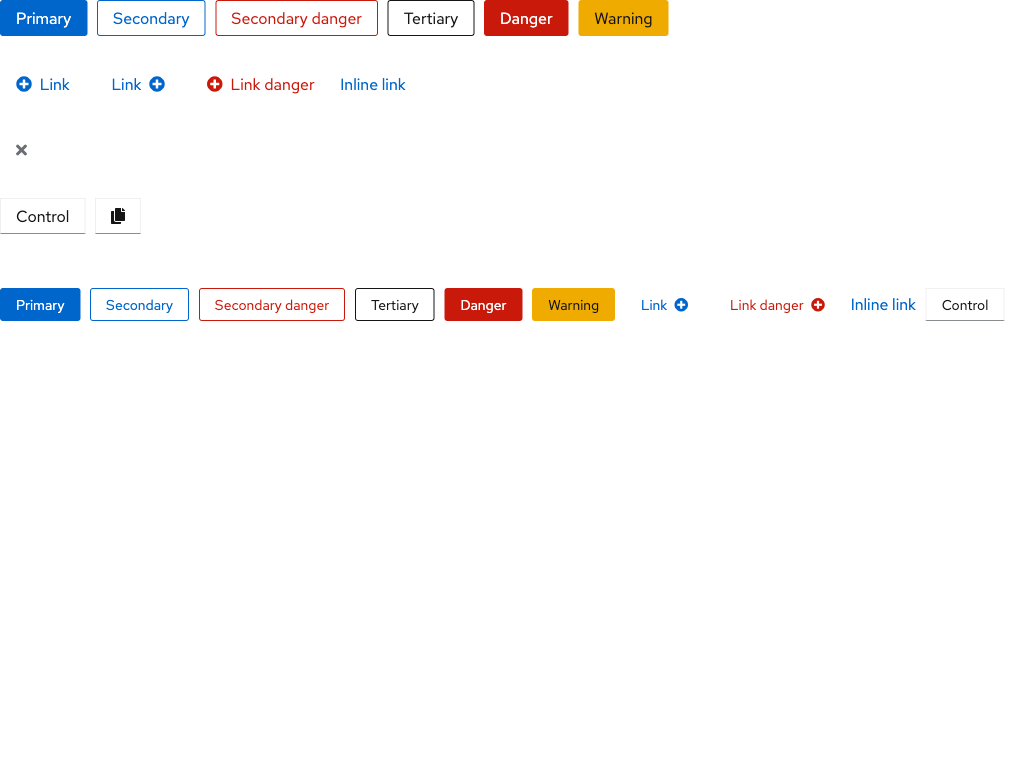 Primary Secondary Secondary danger Tertiary Danger Warning
Link Link Link danger Inline link
Control
Primary Secondary Secondary danger Tertiary Danger Warning Link Link danger Inline link Control